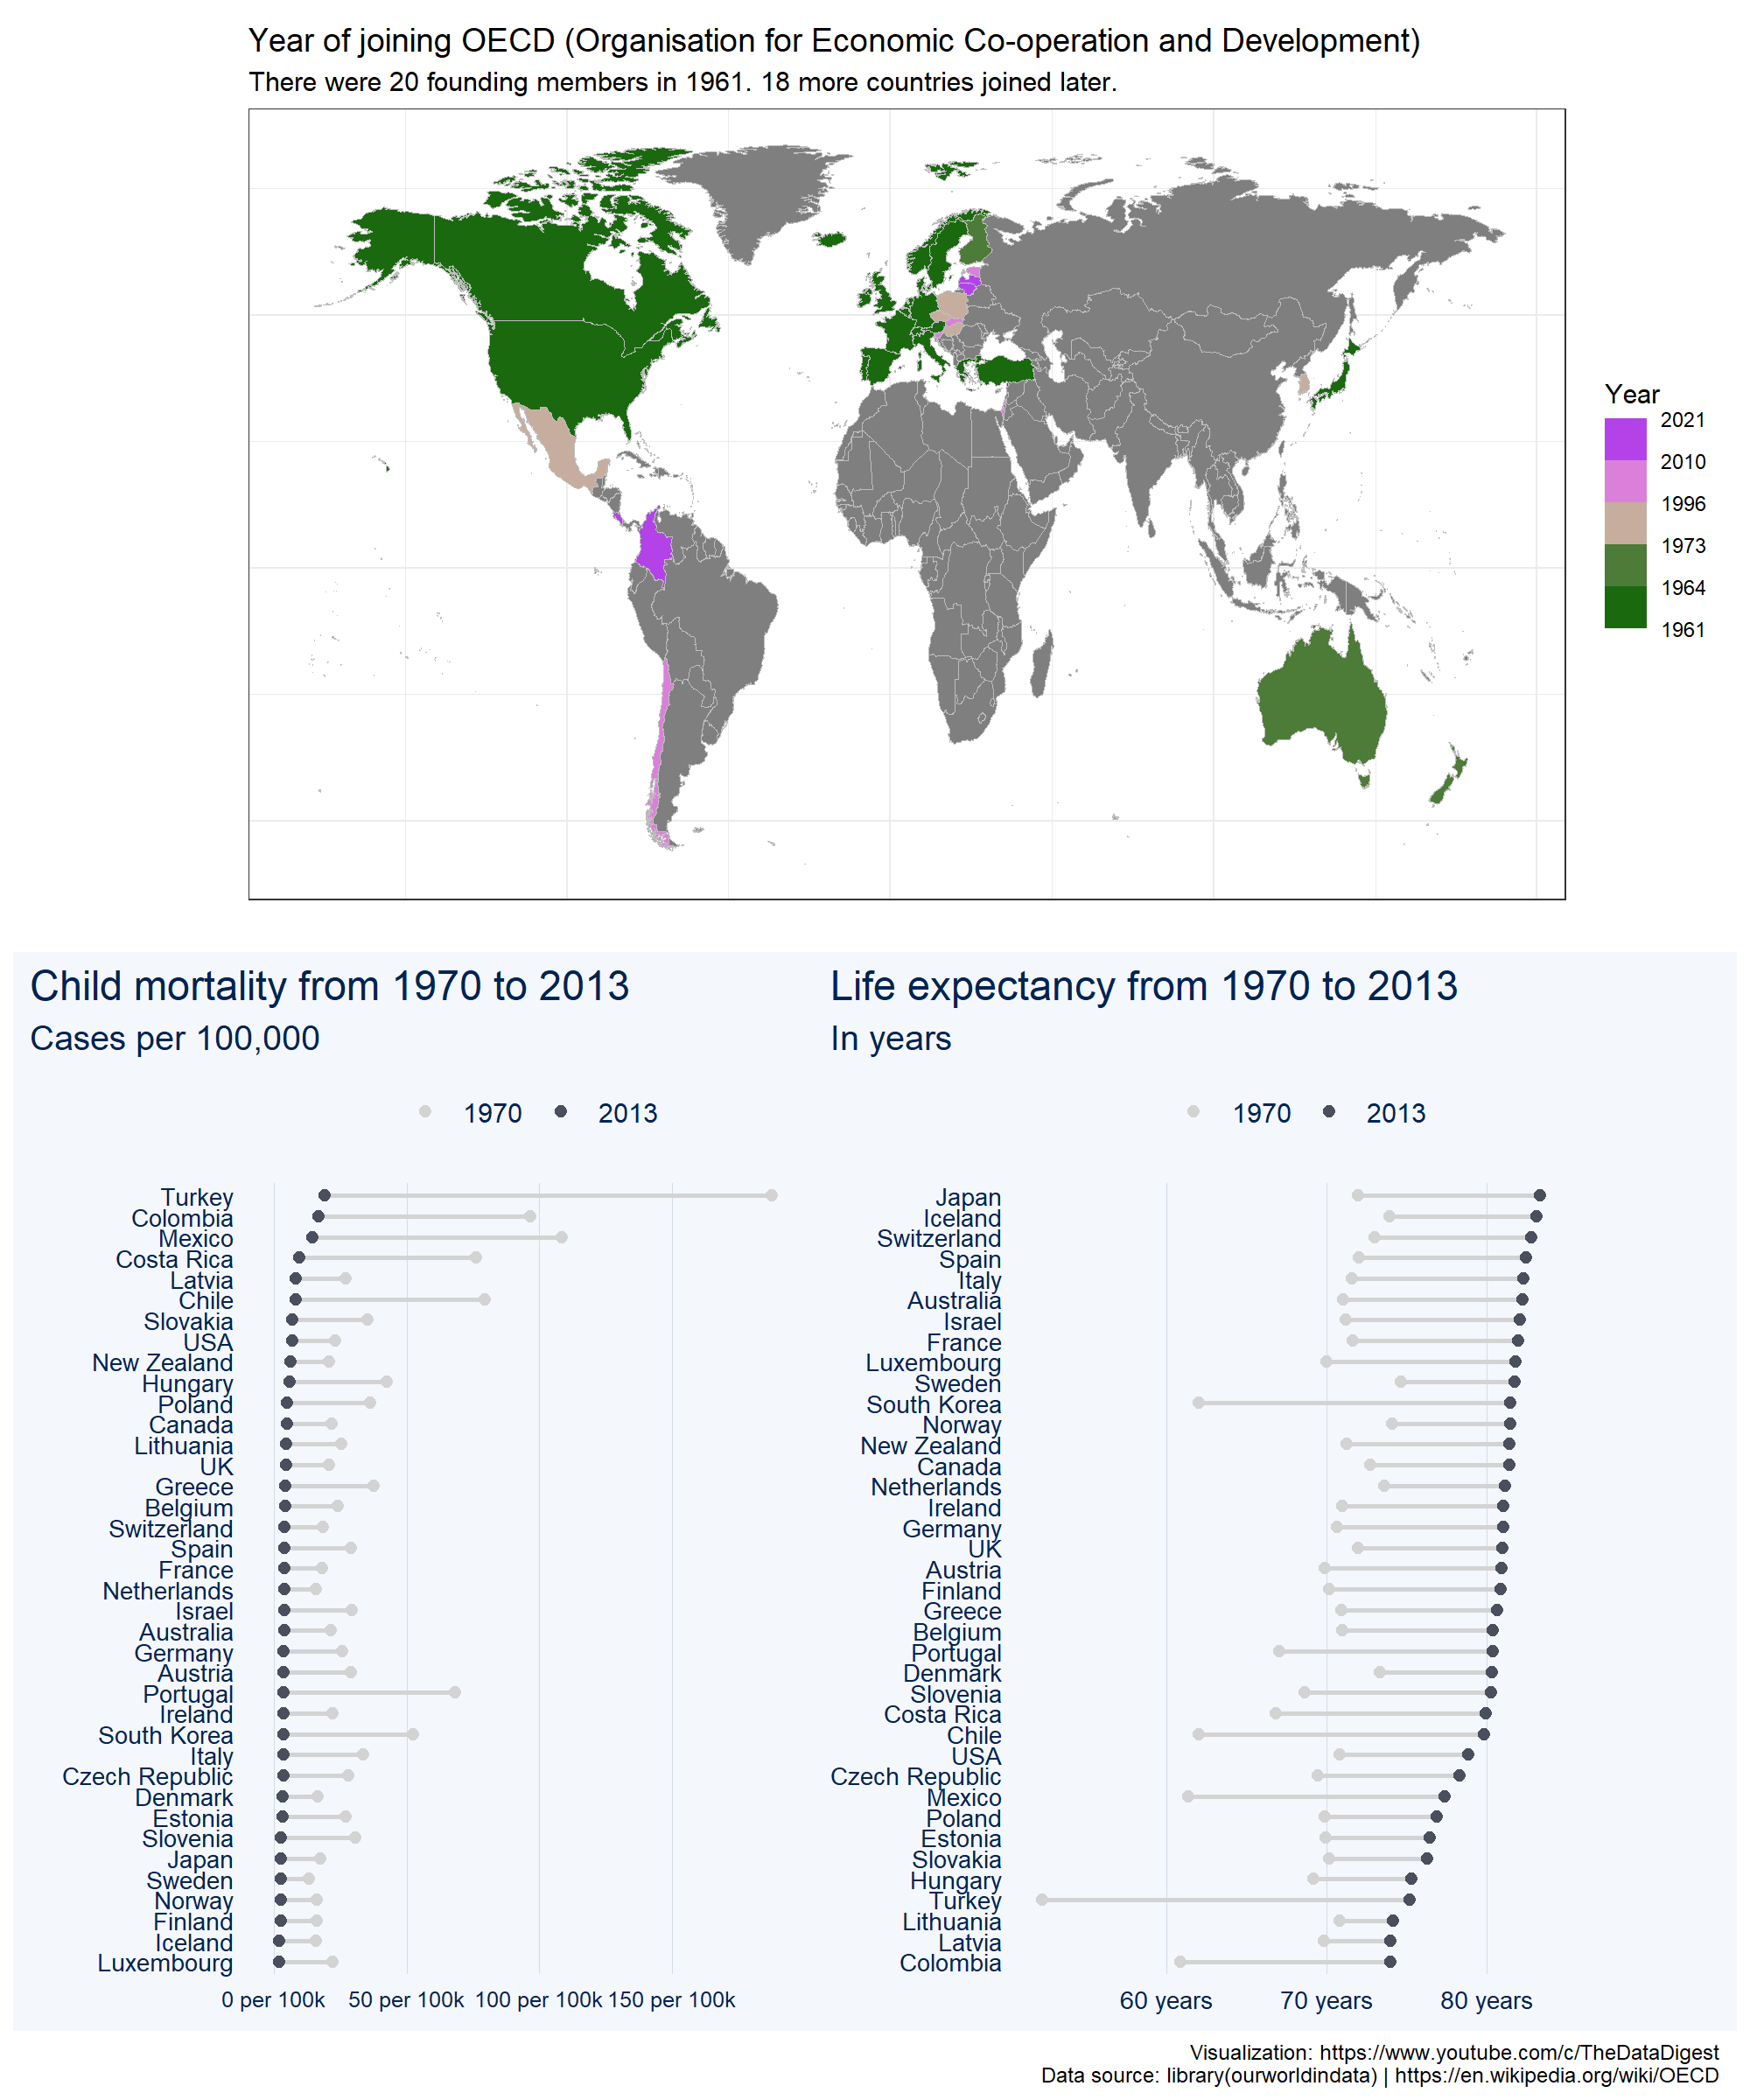 Year of joining OECD (Organisation for Economic Co-operation and Development)
There were 20 founding members in 1961. 18 more countries joined later.
Year
2021
2010
1996
1973
1964
1961
Child mortality from 1970 to 2013
Cases per 100,000
1970 2013
Turkey
Colombia
Mexico
Costa Rica
Latvia
Chile
Slovakia
USA
New Zealand
Hungary
Poland
Canada
Lithuania
UK
Greece
Belgium
Switzerland
Spain
France
Netherlands
Israel
Australia
Germany
Austria
Portugal
Ireland
South Korea
Italy
Czech Republic
Denmark
Estonia
Slovenia
Japan
Sweden
Norway
Finland
Iceland
Luxembourg
0 per 100k 50 per 100k 100 per 100k 150 per 100k
Life expectancy from 1970 to 2013
In years
1970 2013
Japan
Iceland
Switzerland
Spain
Italy
Australia
Israel
France
Luxembourg
Sweden
South Korea
Norway
New Zealand
Canada
Netherlands
Ireland
Germany
UK
Austria
Finland
Greece
Belgium
Portugal
Denmark
Slovenia
Costa Rica
Chile
USA
Czech Republic
Mexico
Poland
Estonia
Slovakia
Hungary
Turkey
Lithuania
Latvia
Colombia
60 years 70 years 80 years
Visualization: https://www.youtube.com/c/TheDataDigest
Data source: library(ourworldindata) | https://en.wikipedia.org/wiki/OECD